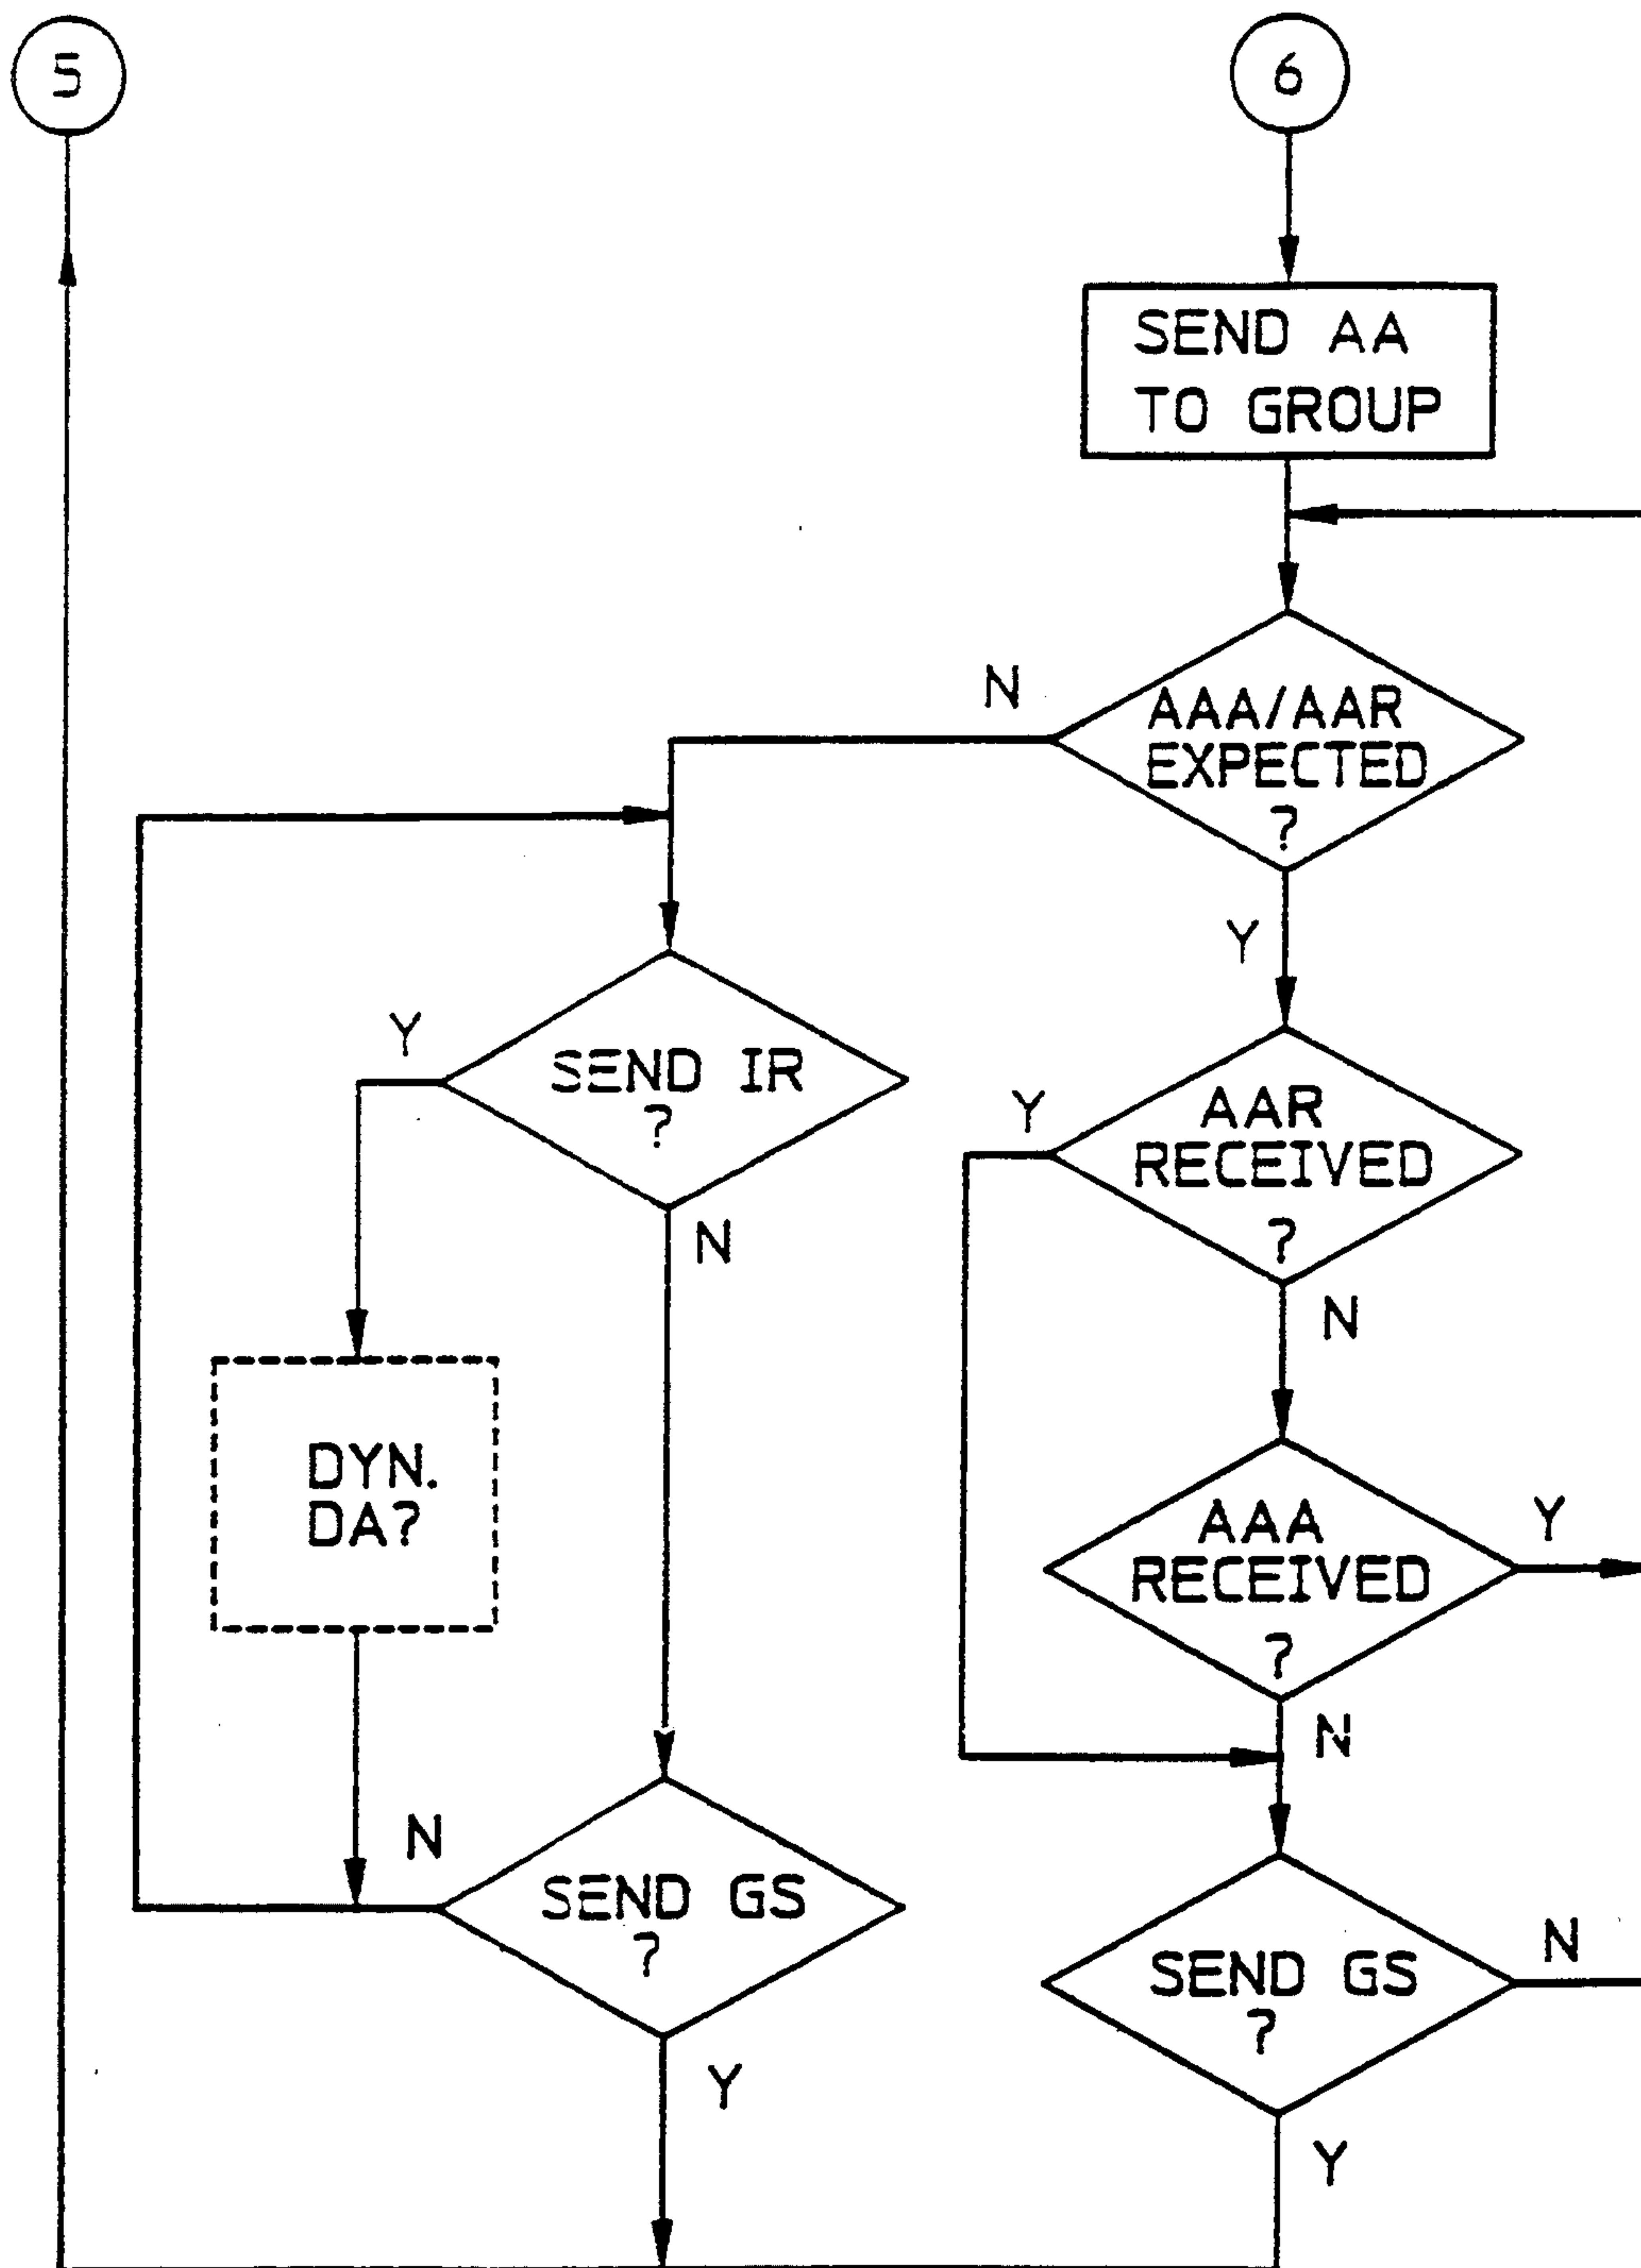 5
6
SEND AA
TO GROUP
N
AAA/AAR
EXPECTED
?
Y
Y
SEND IR
?
N
Y
AAR
RECEIVED
?
N
DYN.
DA?
AAA
RECEIVED
?
Y
N
N
SEND GS
?
Y
SEND GS
?
N
Y